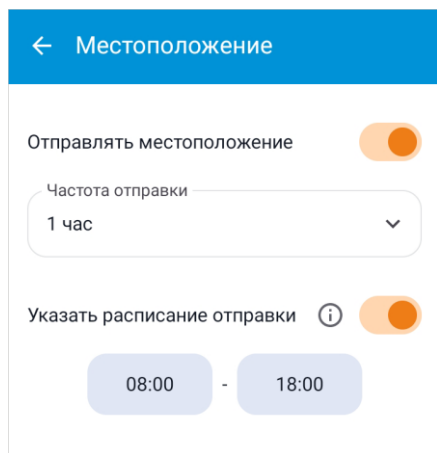 Местоположение
Отправлять местоположение
Частота отправки
1 час
Указать расписание отправки
08:00 - 18:00